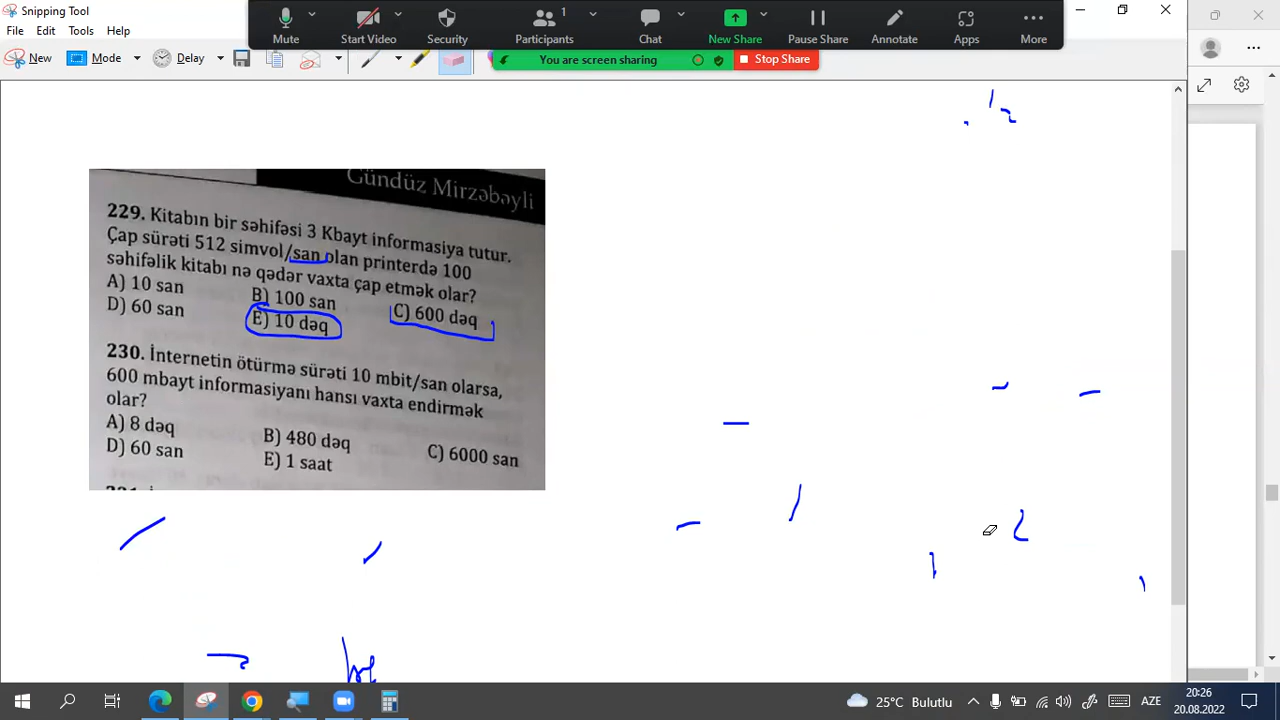 Snipping Tool
File Edit Tools Help
New Mode Delay
Mute Start Video Security Participants 1 Chat New Share Pause Share Annotate Apps More
You are screen sharing Stop Share
Gündüz Mirzəbəyli
229. Kitabın bir səhifəsi 3 Kbayt informasiya tutur.
Çap sürəti 512 simvol/san olan printerdə 100
səhifəlik kitabı nə qədər vaxta çap etmək olar?
A) 10 san B) 100 san C) 600 dəq
D) 60 san E) 10 dəq
230. İnternetin ötürmə sürəti 10 mbit/san olarsa,
600 mbayt informasiyanı hansı vaxta endirmək
olar?
A) 8 dəq B) 480 dəq C) 6000 san
D) 60 san E) 1 saat
25°C Bulutlu AZE 20:26
20.08.2022